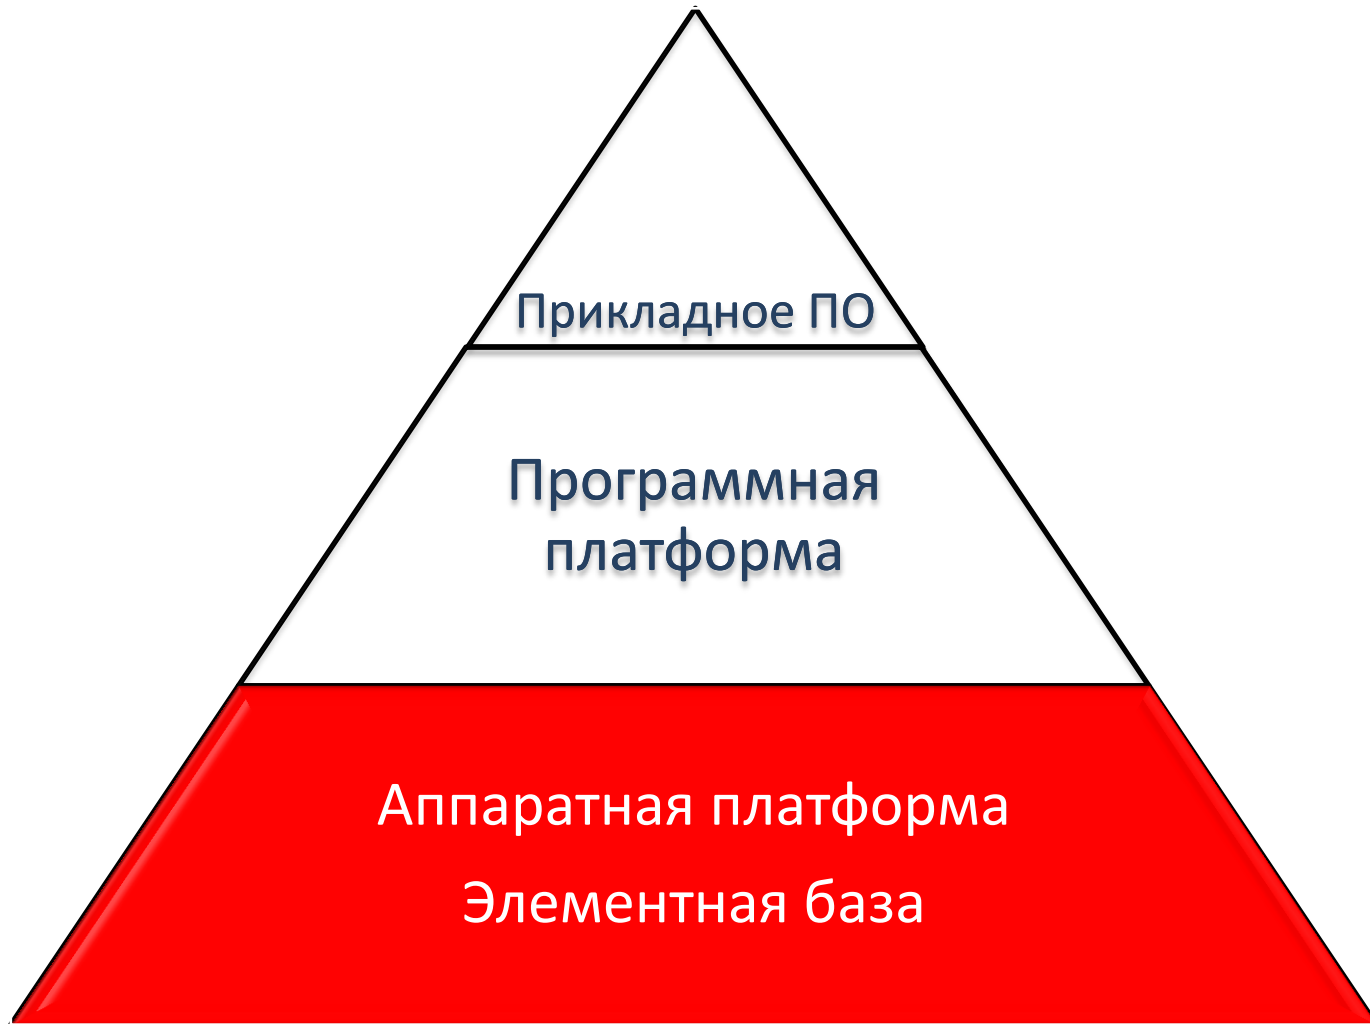 Прикладное ПО
Программная
платформа
Аппаратная платформа
Элементная база